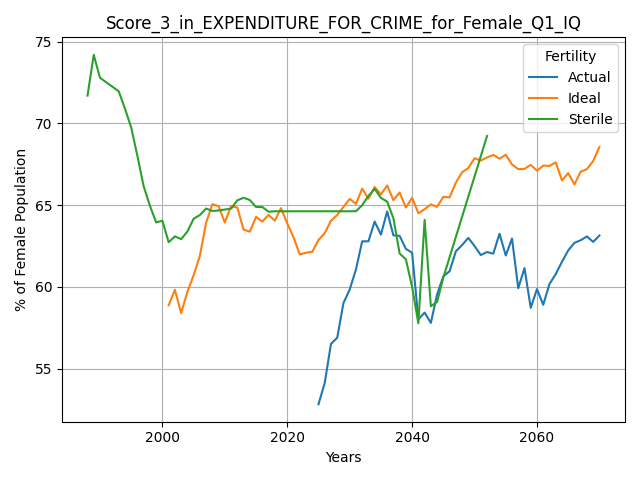 Score_3_in_EXPENDITURE_FOR_CRIME_for_Female_Q1_IQ
75
70
65
60
55
% of Female Population
2000
2020
2040
2060
Years
Fertility
Actual
Ideal
Sterile